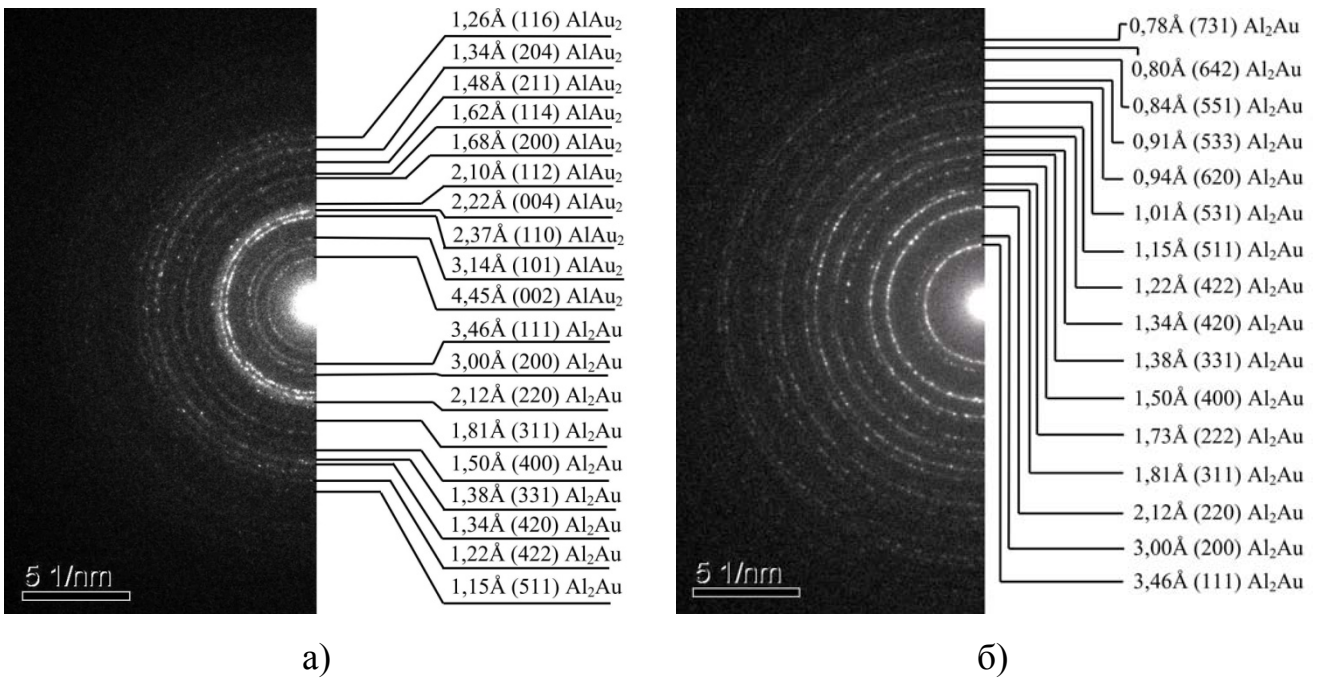 1,26Å (116) AlAu₂
1,34Å (204) AlAu₂
1,48Å (211) AlAu₂
1,62Å (114) AlAu₂
1,68Å (200) AlAu₂
2,10Å (112) AlAu₂
2,22Å (004) AlAu₂
2,37Å (110) AlAu₂
3,14Å (101) AlAu₂
4,45Å (002) AlAu₂
3,46Å (111) Al₂Au
3,00Å (200) Al₂Au
2,12Å (220) Al₂Au
1,81Å (311) Al₂Au
1,50Å (400) Al₂Au
1,38Å (331) Al₂Au
1,34Å (420) Al₂Au
1,22Å (422) Al₂Au
1,15Å (511) Al₂Au
5 1/nm
а)
0,78Å (731) Al₂Au
0,80Å (642) Al₂Au
0,84Å (551) Al₂Au
0,91Å (533) Al₂Au
0,94Å (620) Al₂Au
1,01Å (531) Al₂Au
1,15Å (511) Al₂Au
1,22Å (422) Al₂Au
1,34Å (420) Al₂Au
1,38Å (331) Al₂Au
1,50Å (400) Al₂Au
1,73Å (222) Al₂Au
1,81Å (311) Al₂Au
2,12Å (220) Al₂Au
3,00Å (200) Al₂Au
3,46Å (111) Al₂Au
5 1/nm
б)